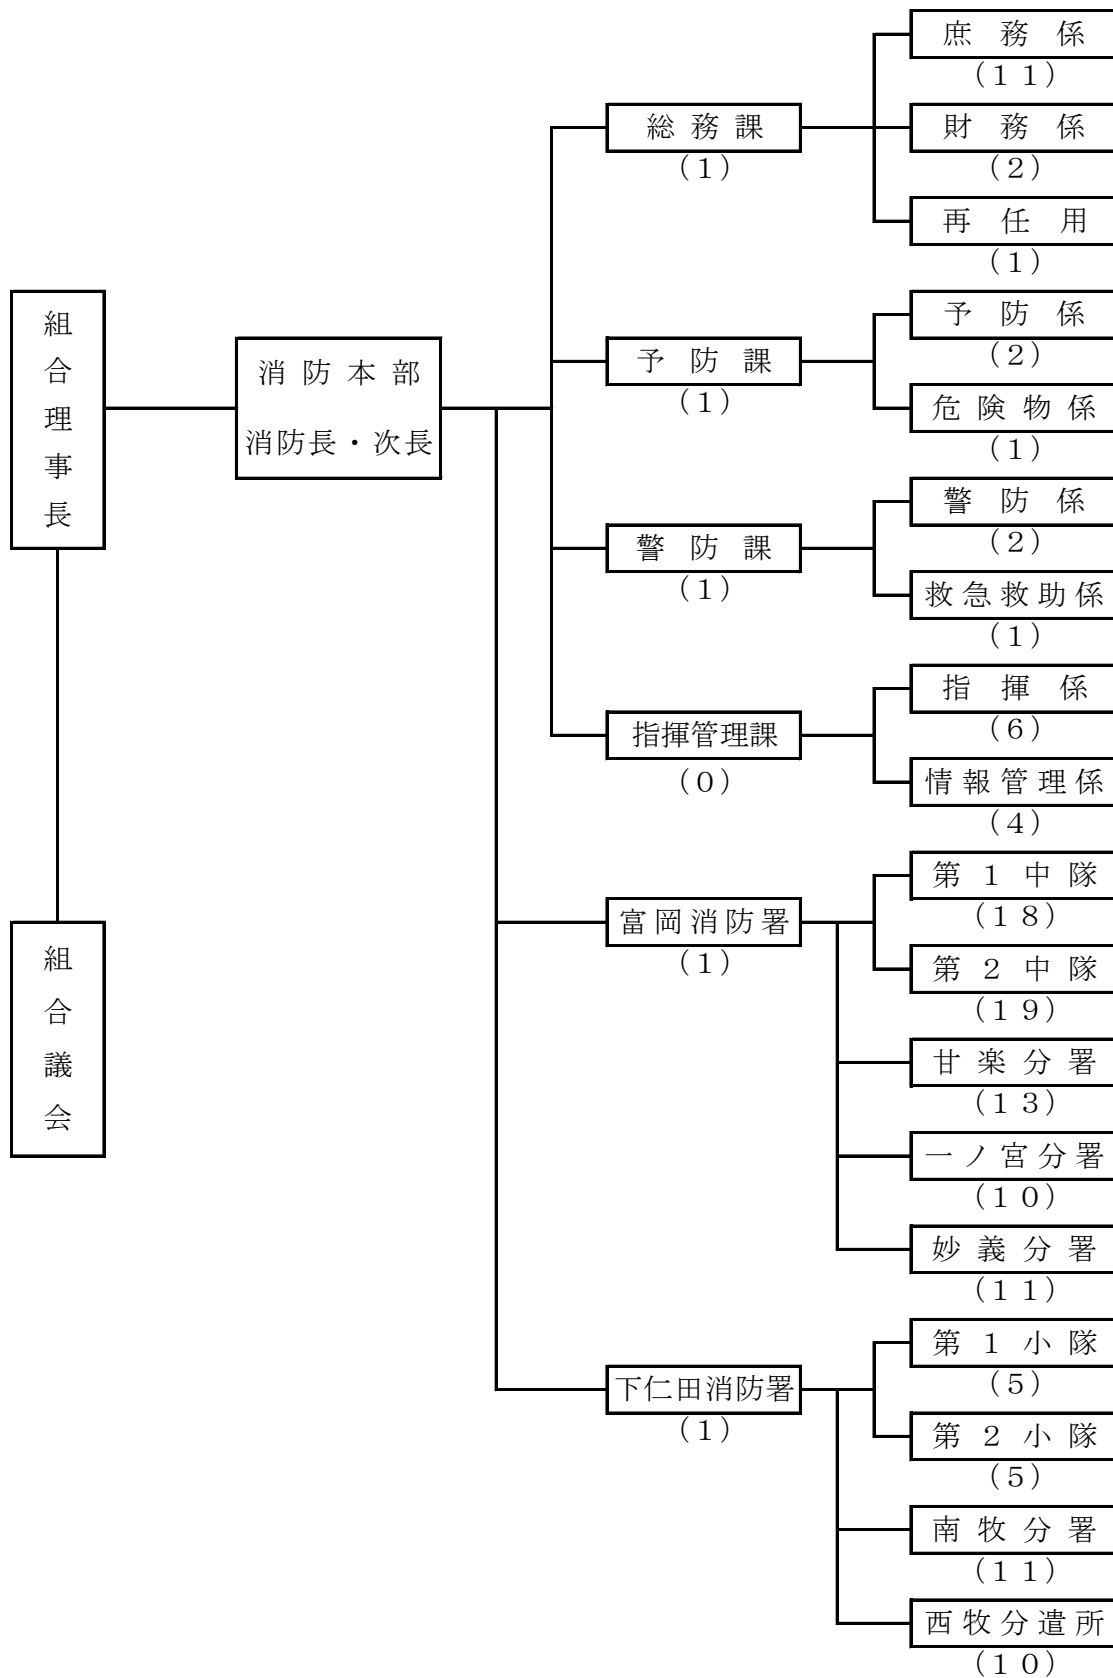 組合理事長
組合議会
消防本部
消防長・次長
総務課
（１）
庶務係
（１１）
財務係
（２）
再任用
（１）
予防課
（１）
予防係
（２）
危険物係
（１）
警防課
（１）
警防係
（２）
救急救助係
（１）
指揮管理課
（０）
指揮係
（６）
情報管理係
（４）
富岡消防署
（１）
第１中隊
（１８）
第２中隊
（１９）
甘楽分署
（１３）
一ノ宮分署
（１０）
妙義分署
（１１）
下仁田消防署
（１）
第１小隊
（５）
第２小隊
（５）
南牧分署
（１１）
西牧分遣所
（１０）